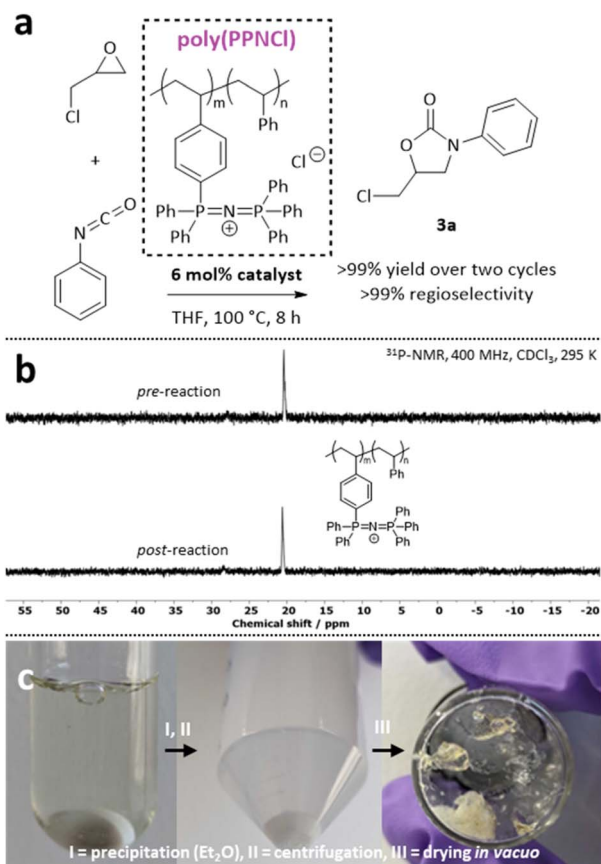 a
poly(PPNCl)
O
Cl
+
N=C=O
m n
Ph
Cl⊖
Ph Ph
Ph-P=N=P-Ph
Ph ⊕ Ph
6 mol% catalyst
THF, 100 °C, 8 h
O
O N
Cl
3a
>99% yield over two cycles
>99% regioselectivity
b
³¹P-NMR, 400 MHz, CDCl₃, 295 K
pre-reaction
m n
Ph
Ph
Ph-P=N=P-Ph
Ph ⊕ Ph
post-reaction
55 50 45 40 35 30 25 20 15 10 5 0 -5 -10 -15 -20
Chemical shift / ppm
c
I, II
III
I = precipitation (Et₂O), II = centrifugation, III = drying in vacuo